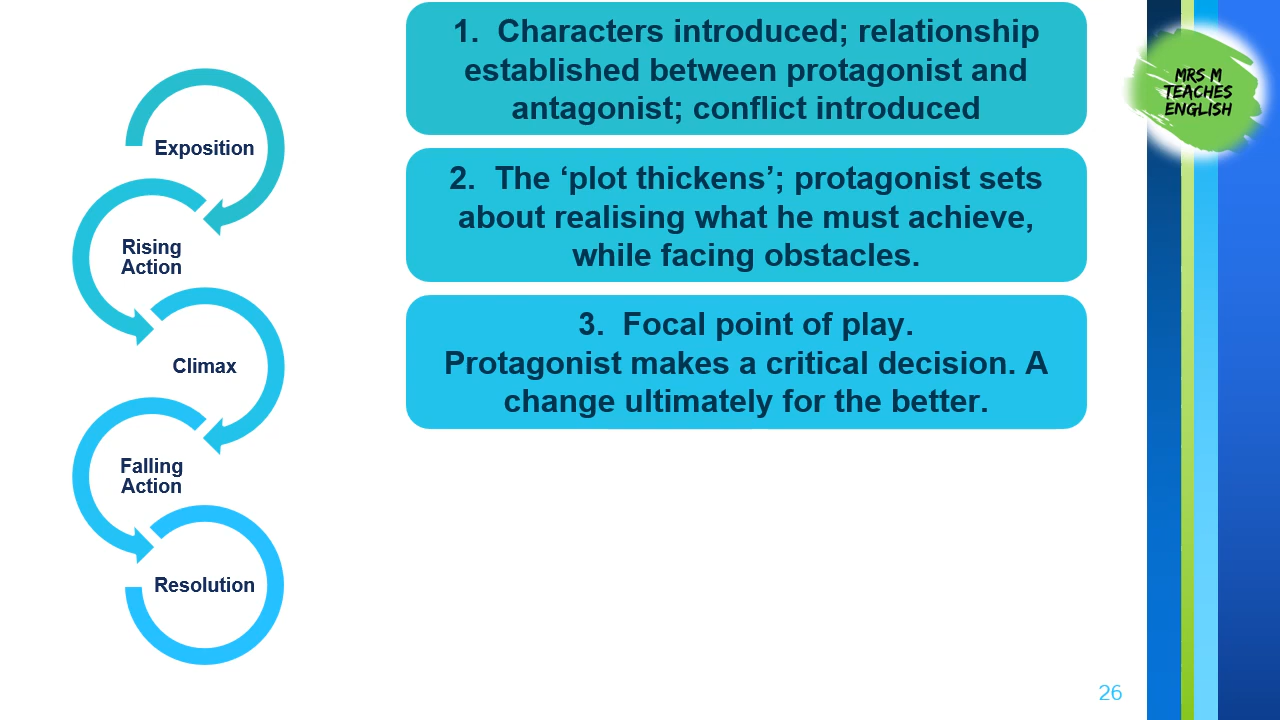 1.  Characters introduced; relationship
established between protagonist and
antagonist; conflict introduced
MRS M
TEACHES
ENGLISH
Exposition
2.  The ‘plot thickens’; protagonist sets
about realising what he must achieve,
while facing obstacles.
Rising
Action
3.  Focal point of play.
Protagonist makes a critical decision. A
change ultimately for the better.
Climax
Falling
Action
Resolution
26